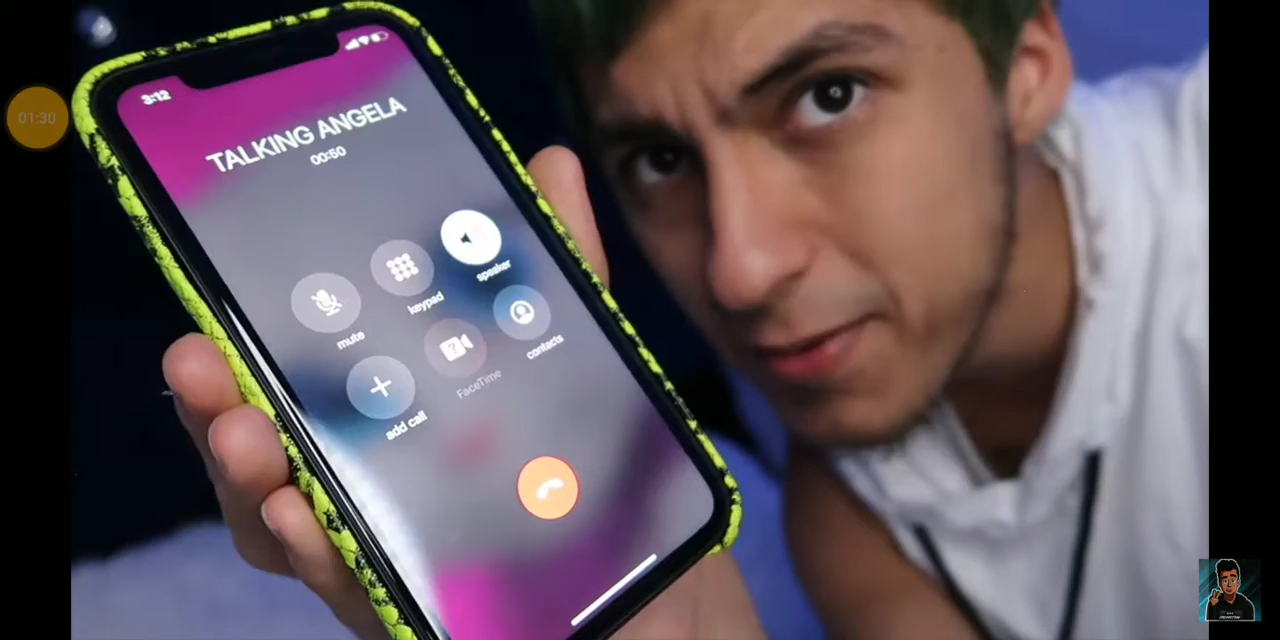 01:30
3:12
TALKING ANGELA
00:50
speaker
keypad
mute
contacts
FaceTime
add call